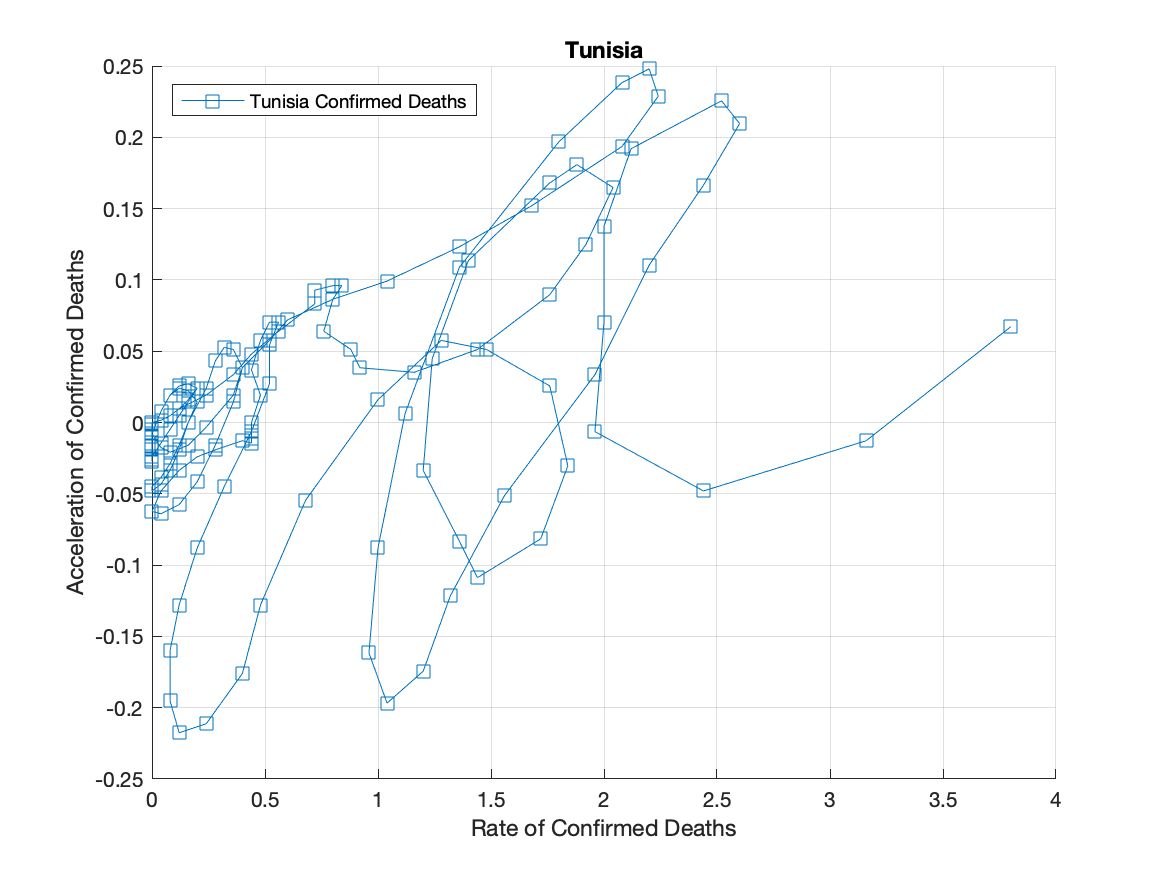 Tunisia
Tunisia Confirmed Deaths
Acceleration of Confirmed Deaths
0.25
0.2
0.15
0.1
0.05
0
-0.05
-0.1
-0.15
-0.2
-0.25
0 0.5 1 1.5 2 2.5 3 3.5 4
Rate of Confirmed Deaths